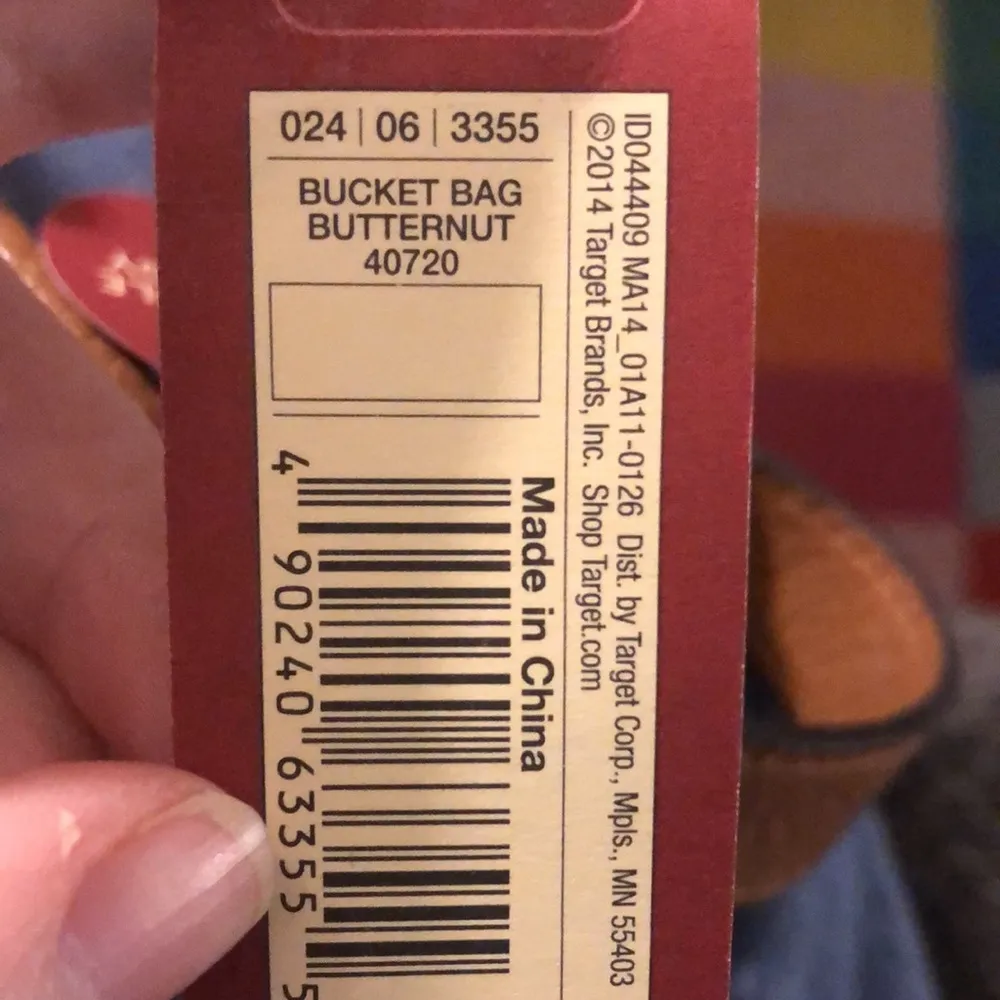 024 | 06 | 3355
BUCKET BAG
BUTTERNUT
40720
4 90240 63355 5
Made in China
ID044409 MA14_01A11-0126 Dist. by Target Corp., Mpls., MN 55403
©2014 Target Brands, Inc. Shop Target.com